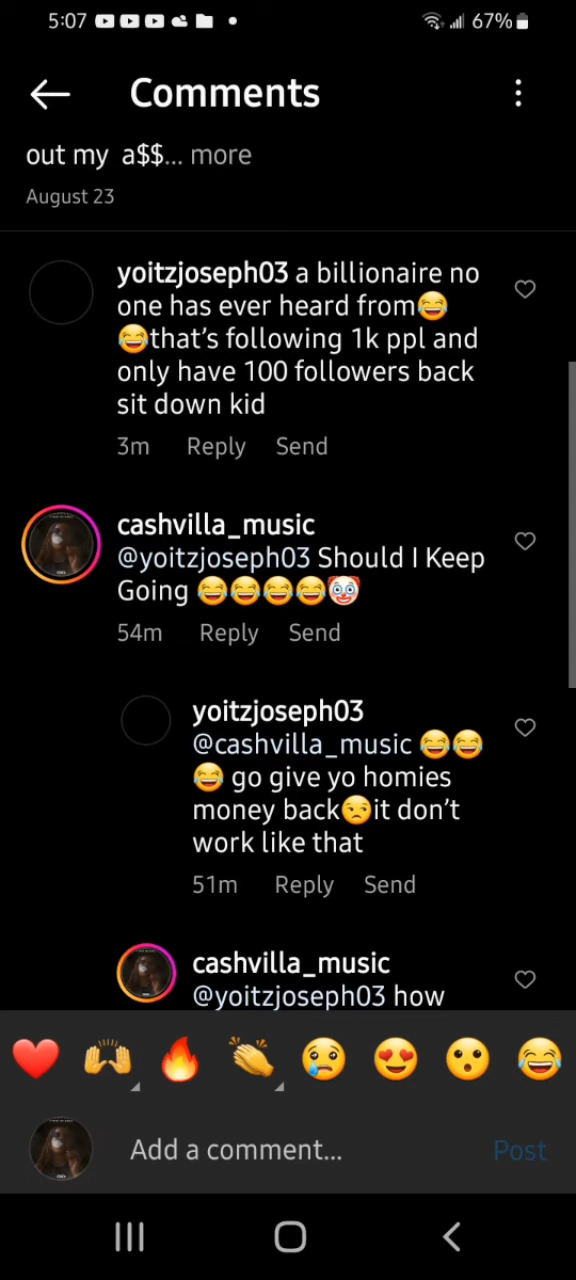 5:07 67%
Comments
out my a$$... more
August 23
yoitzjoseph03 a billionaire no
one has ever heard from😂
😂that's following 1k ppl and
only have 100 followers back
sit down kid
3m Reply Send
cashvilla_music
@yoitzjoseph03 Should I Keep
Going 😂😂😂😂🤡
54m Reply Send
yoitzjoseph03
@cashvilla_music 😂😂
😂 go give yo homies
money back😒it don't
work like that
51m Reply Send
cashvilla_music
@yoitzjoseph03 how
❤️🙌🔥👏😢😍😮😂
Add a comment... Post